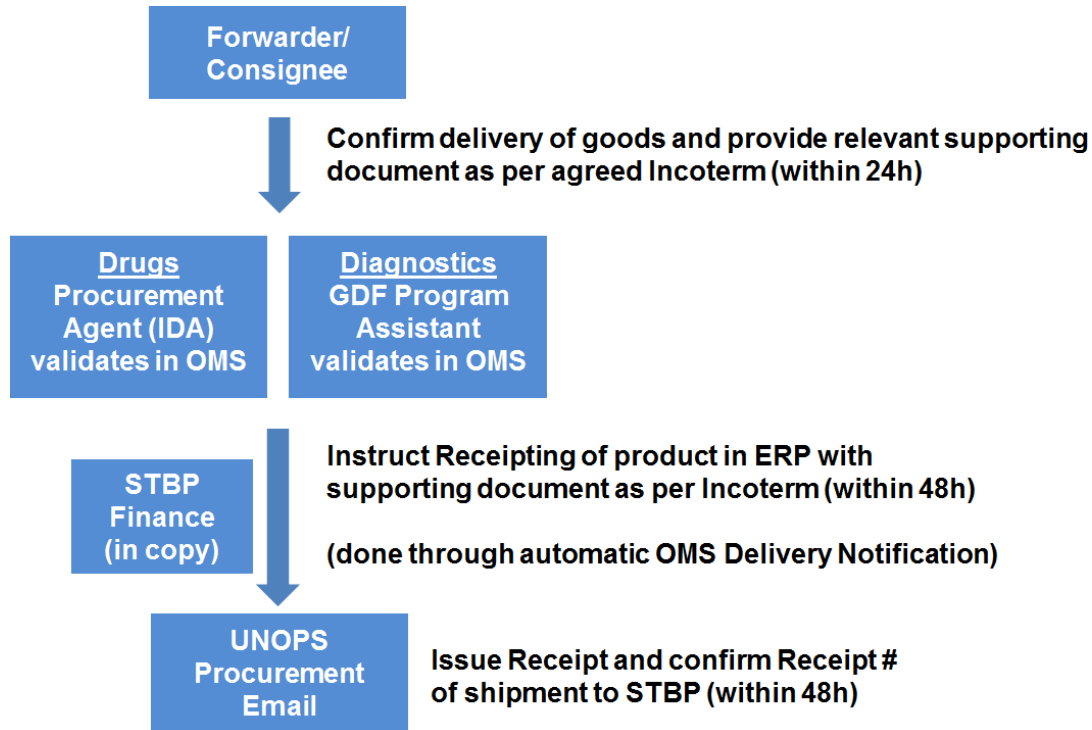 Forwarder/
Consignee
Confirm delivery of goods and provide relevant supporting
document as per agreed Incoterm (within 24h)
Drugs
Procurement
Agent (IDA)
validates in OMS
Diagnostics
GDF Program
Assistant
validates in OMS
STBP
Finance
(in copy)
Instruct Receipting of product in ERP with
supporting document as per Incoterm (within 48h)
(done through automatic OMS Delivery Notification)
UNOPS
Procurement
Email
Issue Receipt and confirm Receipt #
of shipment to STBP (within 48h)